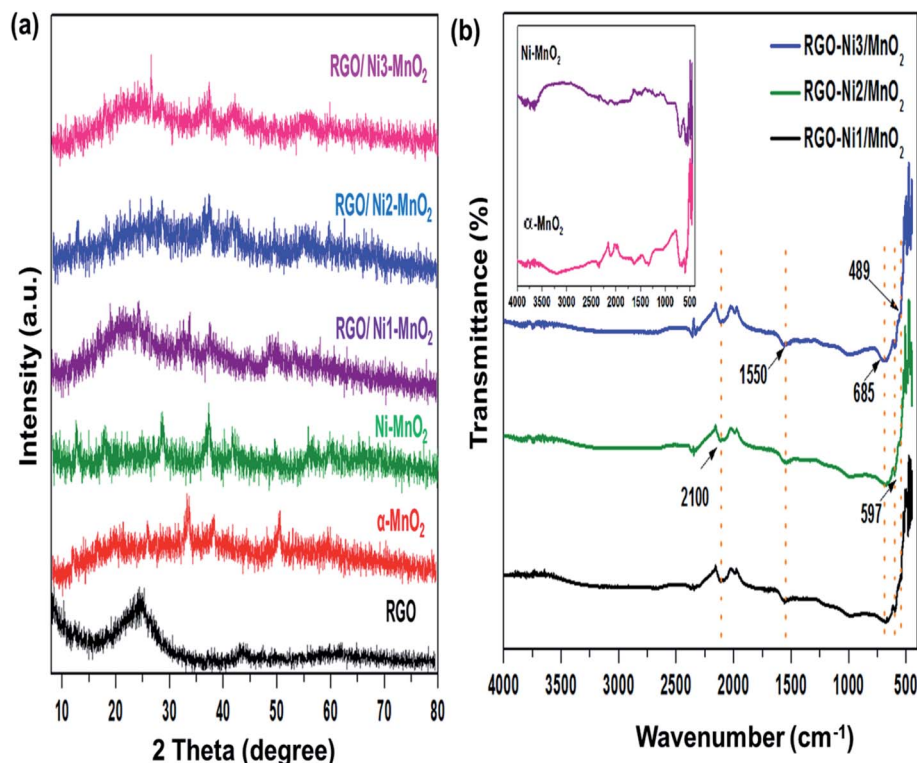 (a)
RGO/ Ni3-MnO₂
RGO/ Ni2-MnO₂
RGO/ Ni1-MnO₂
Ni-MnO₂
α-MnO₂
RGO
Intensity (a.u.)
10 20 30 40 50 60 70 80
2 Theta (degree)
(b)
Ni-MnO₂
α-MnO₂
4000 3500 3000 2500 2000 1500 1000 500
RGO-Ni3/MnO₂
RGO-Ni2/MnO₂
RGO-Ni1/MnO₂
489
1550
685
2100
597
Transmittance (%)
4000 3500 3000 2500 2000 1500 1000 500
Wavenumber (cm⁻¹)